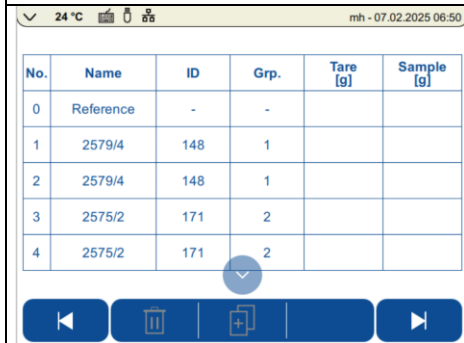 24 °C mh - 07.02.2025 06:50
No. Name ID Grp. Tare [g] Sample [g]
0 Reference - -
1 2579/4 148 1
2 2579/4 148 1
3 2575/2 171 2
4 2575/2 171 2